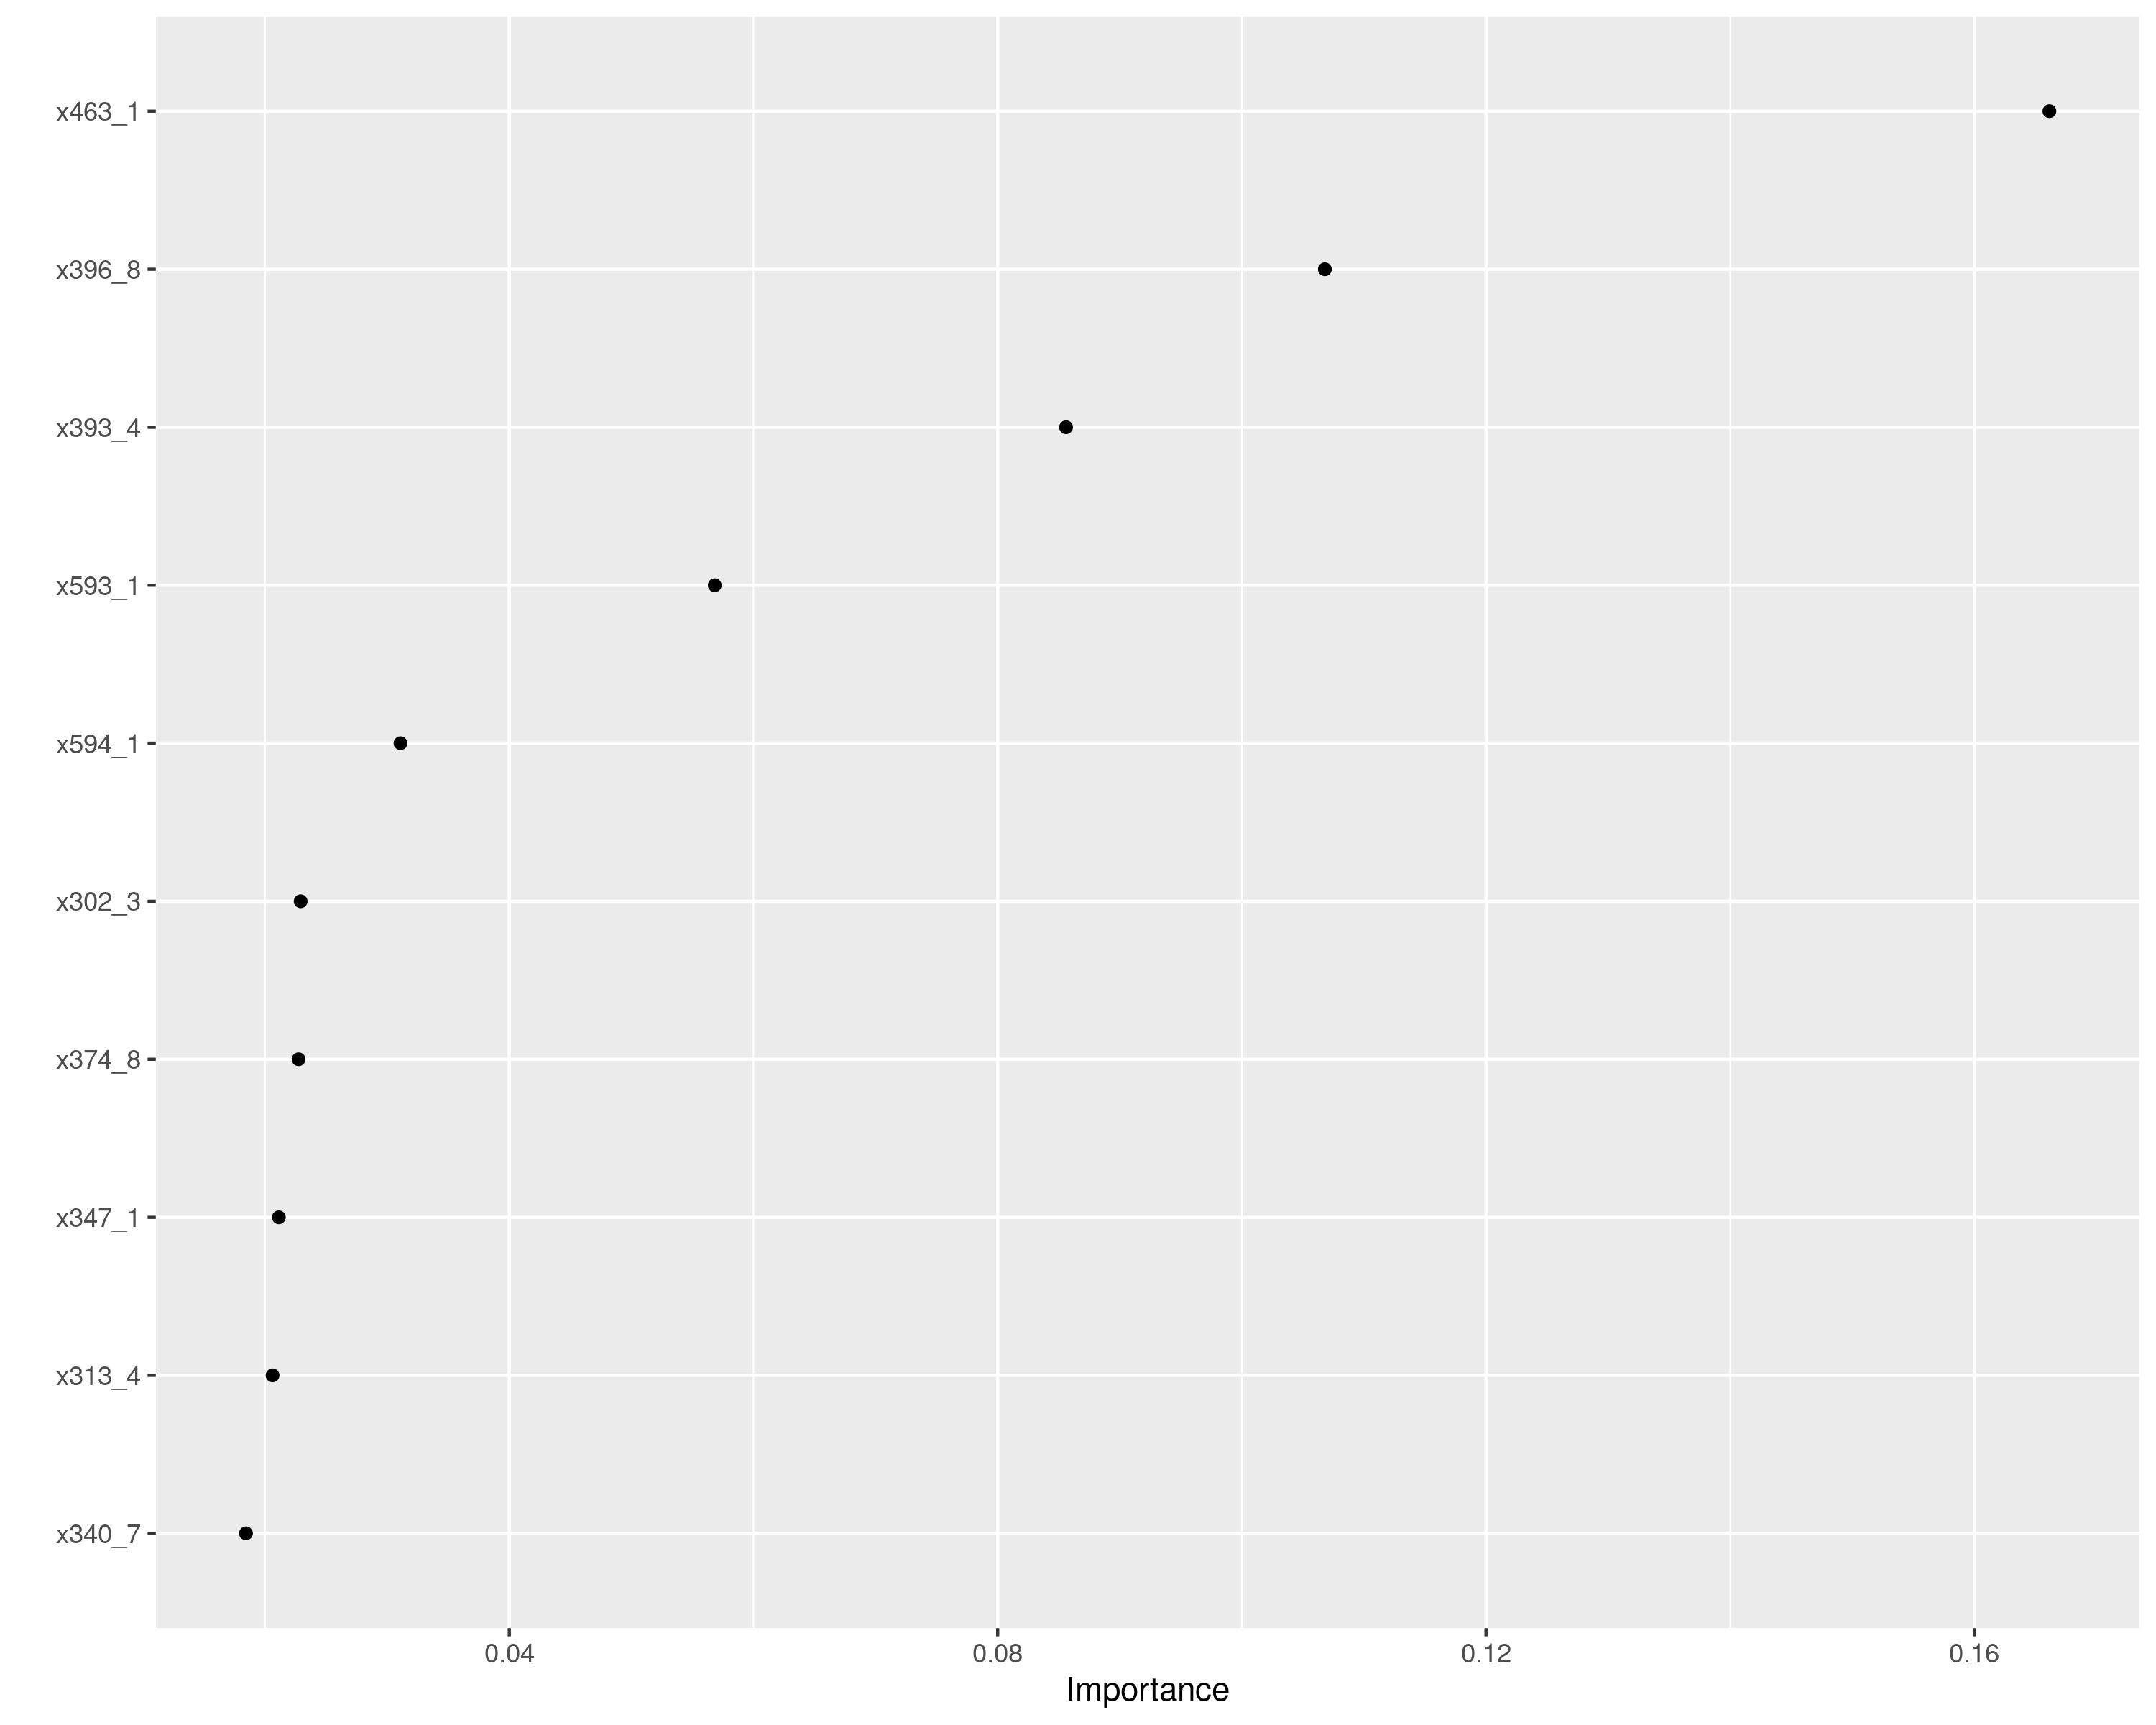 x463_1
x396_8
x393_4
x593_1
x594_1
x302_3
x374_8
x347_1
x313_4
x340_7
0.04 0.08 0.12 0.16
Importance